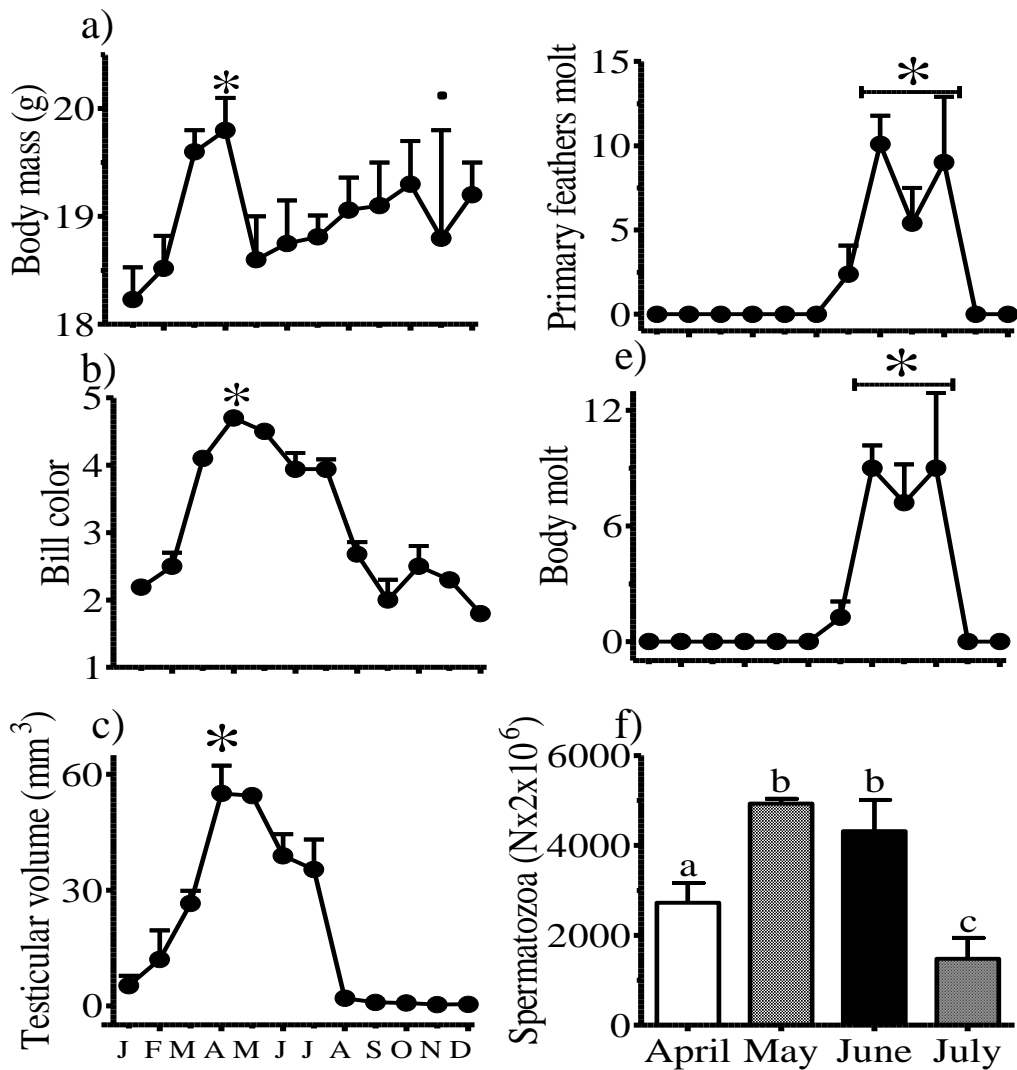 a)
Body mass (g)
20
19
18
*
Primary feathers molt
15
10
5
0
*
b)
Bill color
5
4
3
2
1
*
e)
Body molt
12
6
0
*
c)
Testicular volume (mm³)
60
30
0
*
J F M A M J J A S O N D
f)
Spermatozoa (Nx2x10⁶)
6000
4000
2000
0
a
b
b
c
April May June July